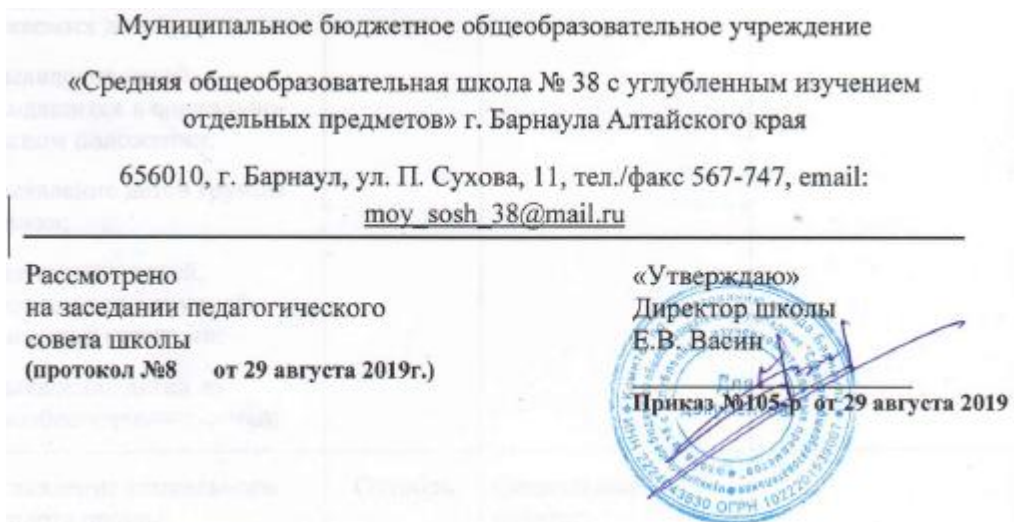 Муниципальное бюджетное общеобразовательное учреждение
«Средняя общеобразовательная школа № 38 с углубленным изучением
отдельных предметов» г. Барнаула Алтайского края
656010, г. Барнаул, ул. П. Сухова, 11, тел./факс 567-747, email:
moy_sosh_38@mail.ru
Рассмотрено
на заседании педагогического
совета школы
(протокол №8 от 29 августа 2019г.)
«Утверждаю»
Директор школы
Е.В. Васин
Приказ №105-р от 29 августа 2019
Для